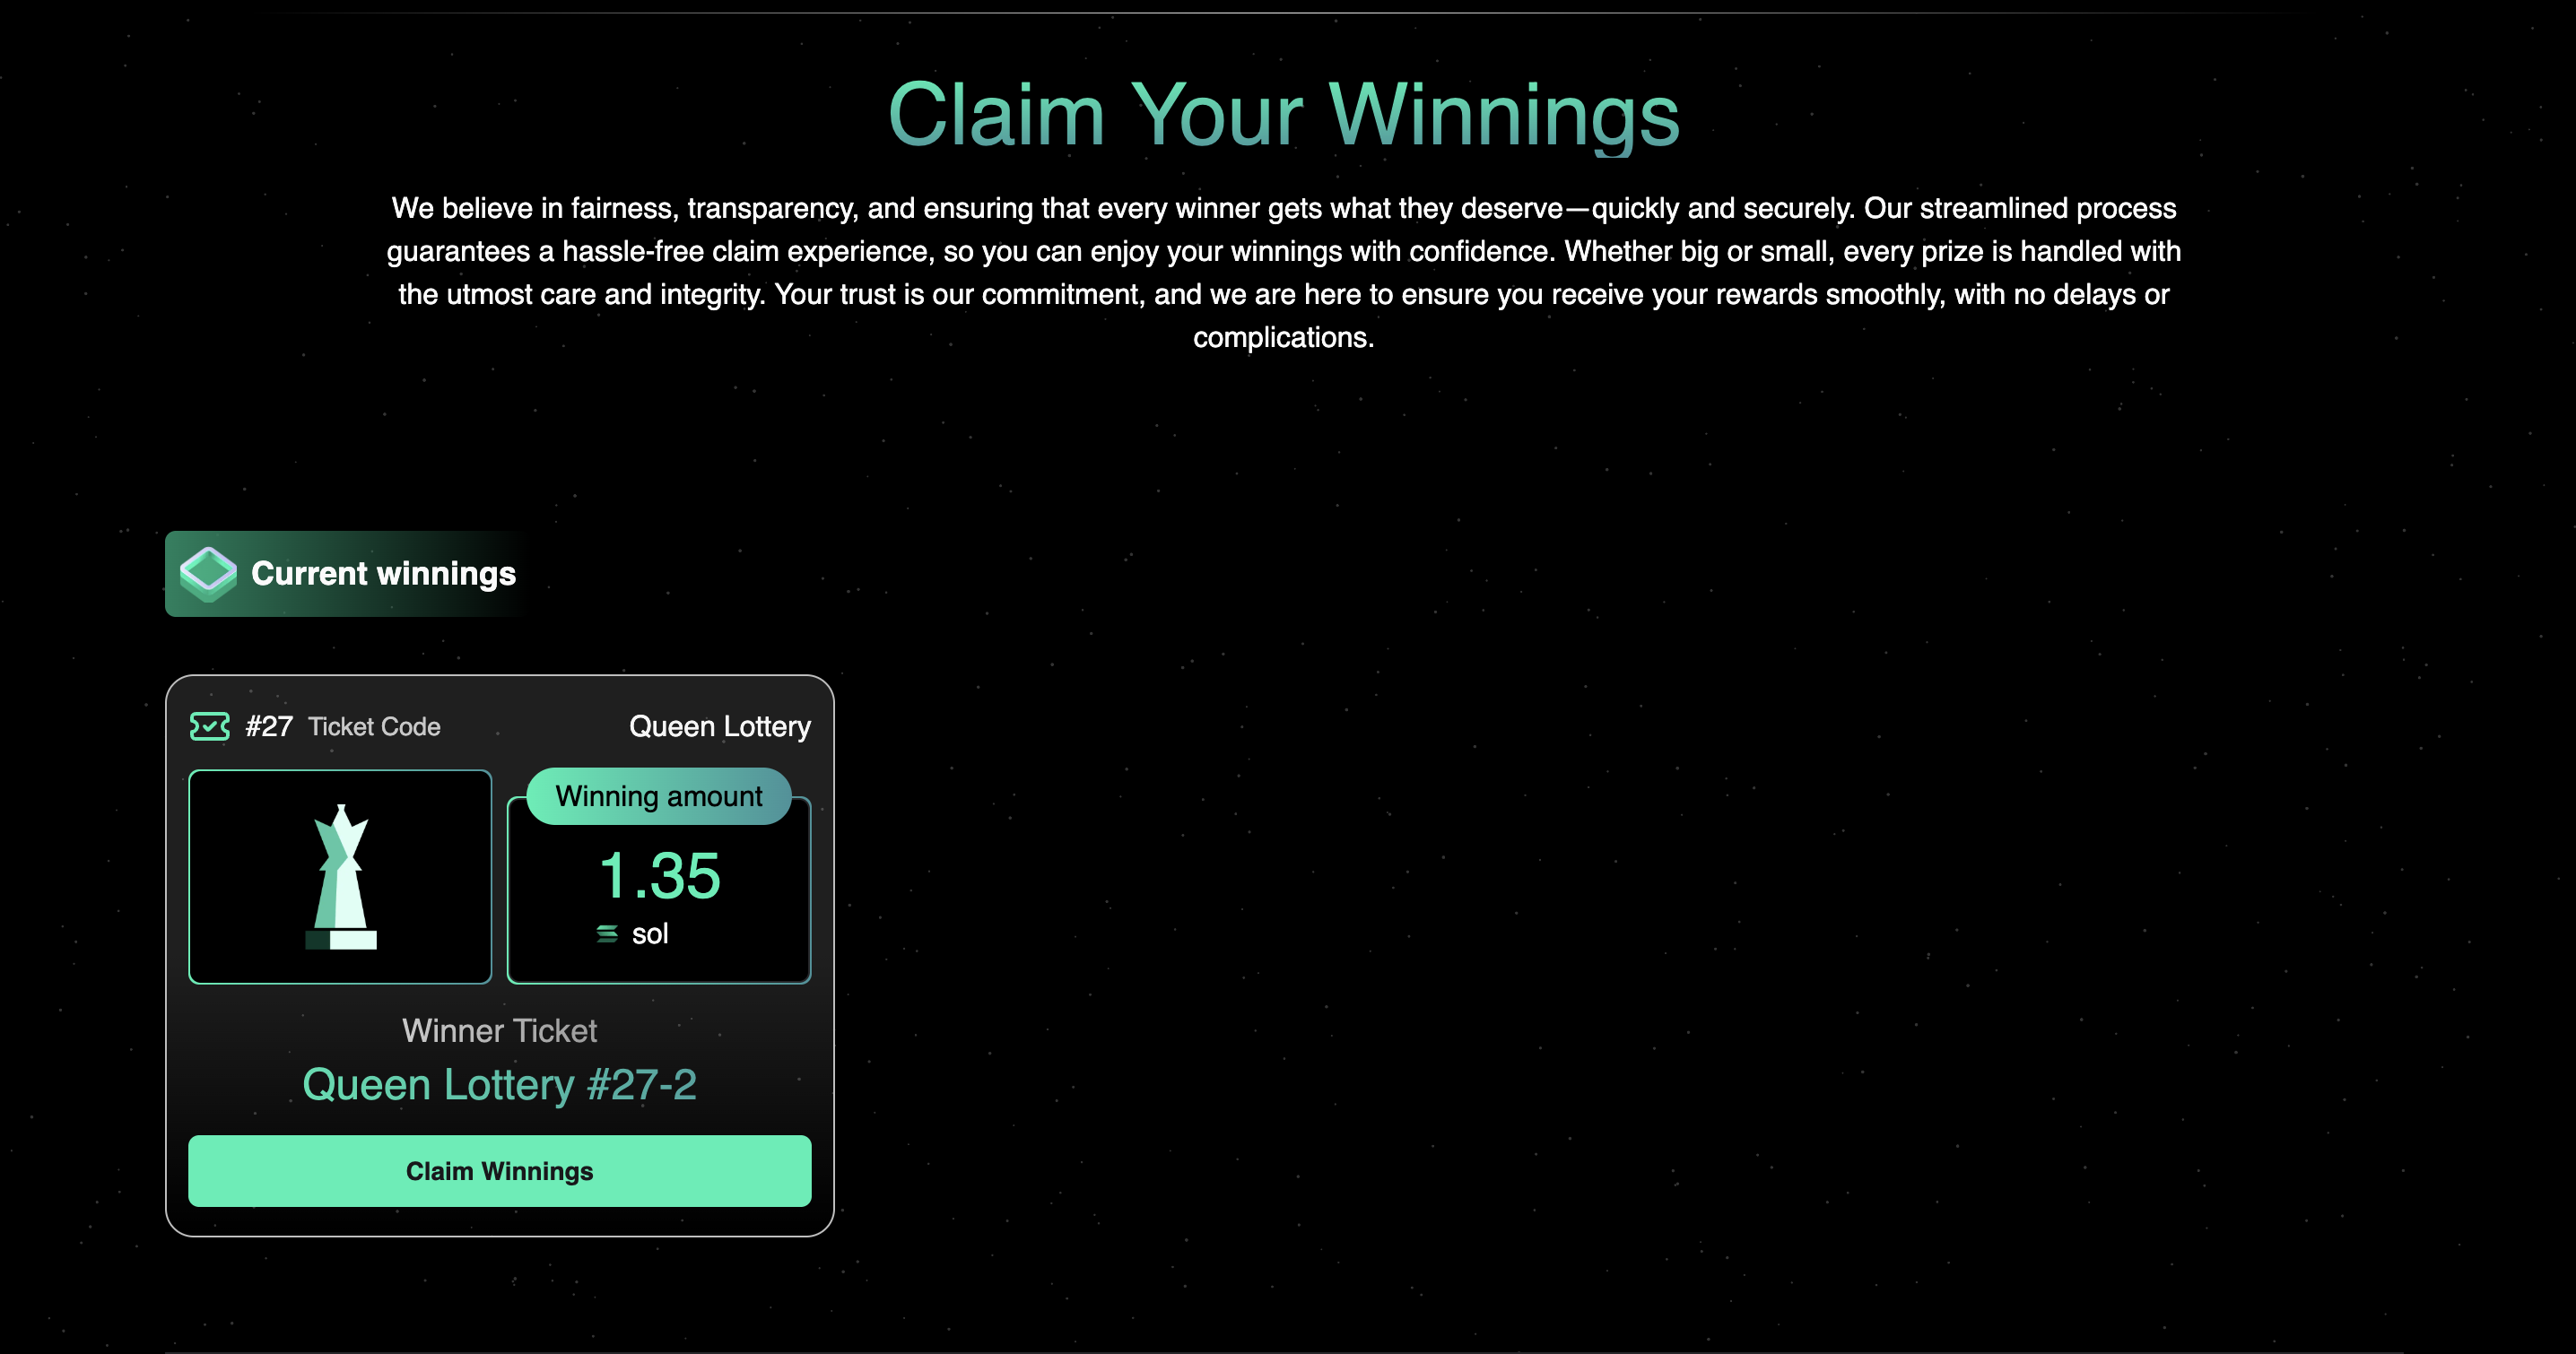 Claim Your Winnings
We believe in fairness, transparency, and ensuring that every winner gets what they deserve—quickly and securely. Our streamlined process
guarantees a hassle-free claim experience, so you can enjoy your winnings with confidence. Whether big or small, every prize is handled with
the utmost care and integrity. Your trust is our commitment, and we are here to ensure you receive your rewards smoothly, with no delays or
complications.
Current winnings
#27 Ticket Code
Queen Lottery
Winning amount
1.35
sol
Winner Ticket
Queen Lottery #27-2
Claim Winnings